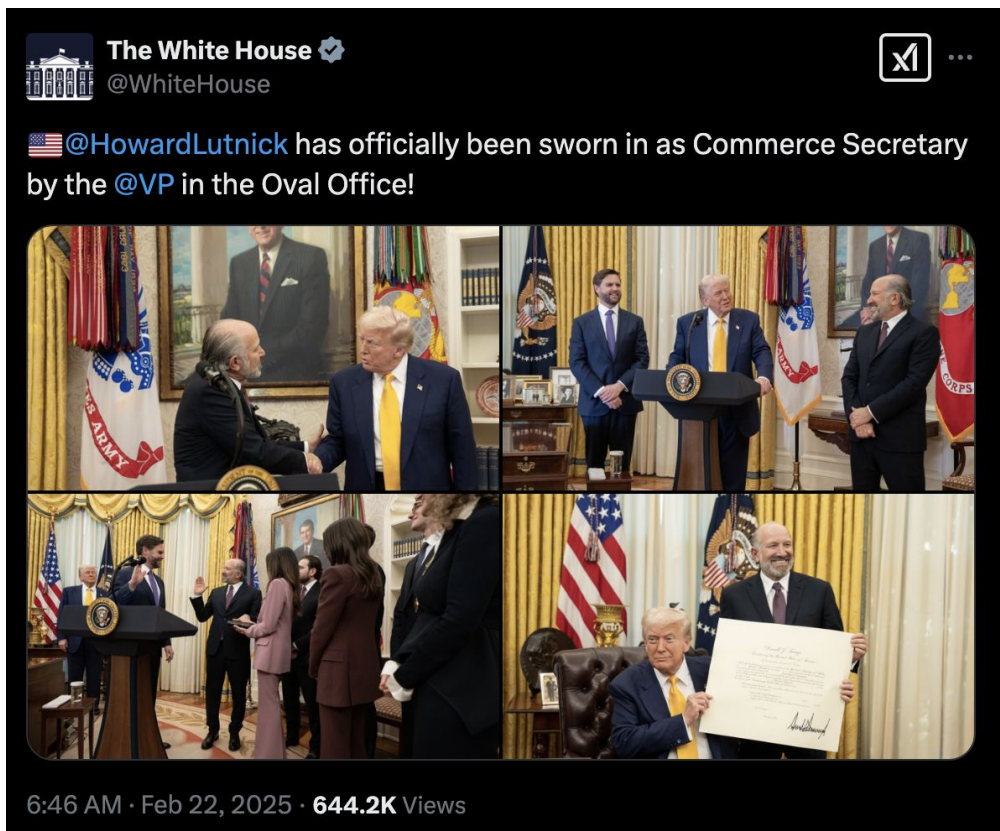 The White House
@WhiteHouse
🇺🇸@HowardLutnick has officially been sworn in as Commerce Secretary
by the @VP in the Oval Office!
ARMY
ARMY
CORPS
6:46 AM · Feb 22, 2025 · 644.2K Views